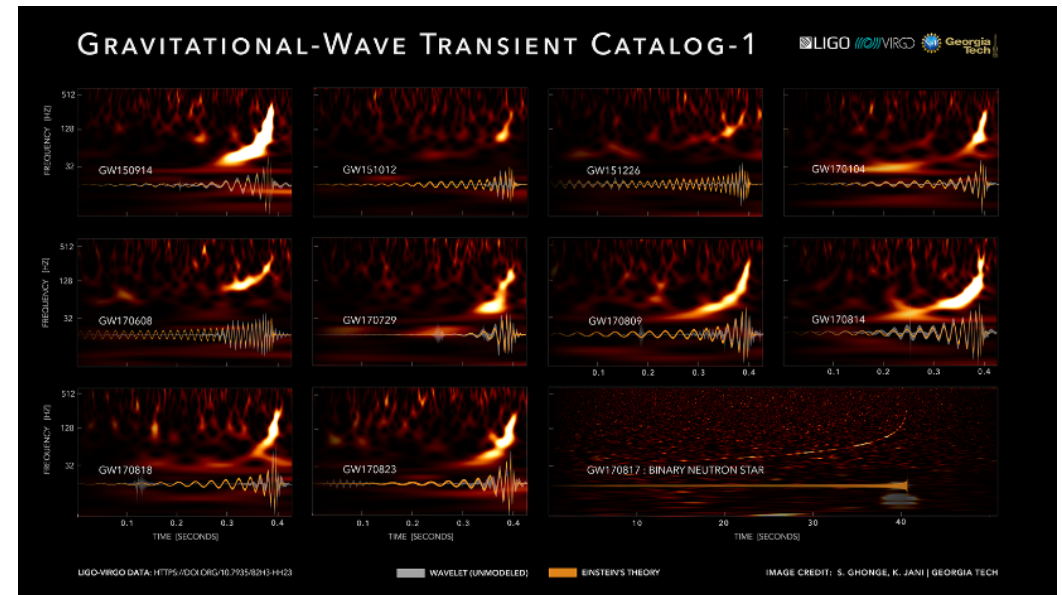 GRAVITATIONAL-WAVE TRANSIENT CATALOG-1
LIGO VIRGO Georgia Tech
512
FREQUENCY [HZ]
128
32
GW150914
GW151012
GW151226
GW170104
512
FREQUENCY [HZ]
128
32
GW170608
GW170729
GW170809
GW170814
0.1 0.2 0.3 0.4
0.1 0.2 0.3 0.4
512
FREQUENCY [HZ]
128
32
GW170818
GW170823
GW170817 : BINARY NEUTRON STAR
0.1 0.2 0.3 0.4
0.1 0.2 0.3 0.4
10 20 30 40
TIME [SECONDS]
TIME [SECONDS]
TIME [SECONDS]
LIGO-VIRGO DATA: HTTPS://DOI.ORG/10.7935/82H3-HH23
WAVELET (UNMODELED)
EINSTEIN'S THEORY
IMAGE CREDIT: S. GHONGE, K. JANI | GEORGIA TECH